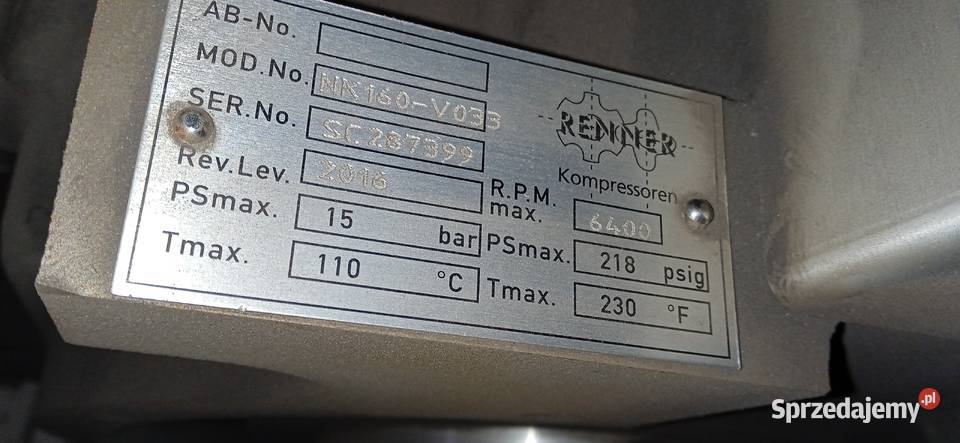 AB-No.
MOD.No. NK160-V033
SER.No. SC287399
Rev.Lev. 2016
PSmax. 15 bar
Tmax. 110 °C
RENNER
Kompressoren
R.P.M. max. 6400
PSmax. 218 psig
Tmax. 230 °F
Sprzedajemy.pl